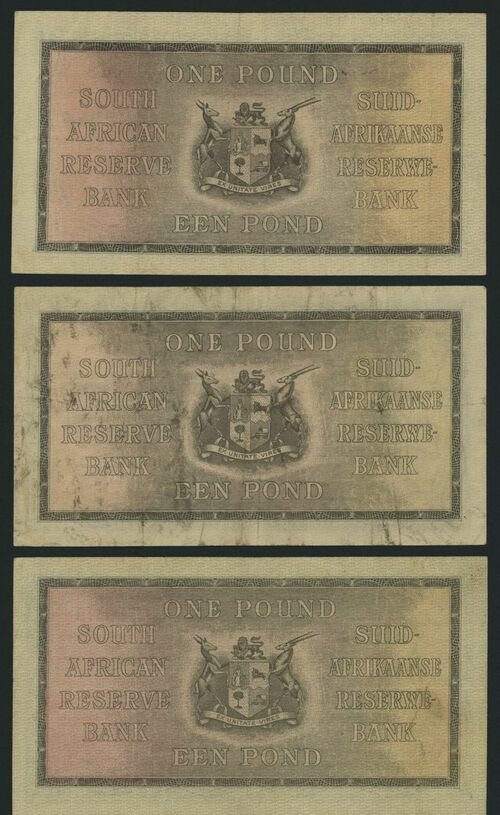 ONE POUND
SOUTH
AFRICAN
RESERVE
BANK
SUID-
AFRIKAANSE
RESERWE-
BANK
EX UNITATE VIRES
EEN POND
ONE POUND
SOUTH
AFRICAN
RESERVE
BANK
SUID-
AFRIKAANSE
RESERWE-
BANK
EX UNITATE VIRES
EEN POND
ONE POUND
SOUTH
AFRICAN
RESERVE
BANK
SUID-
AFRIKAANSE
RESERWE-
BANK
EX UNITATE VIRES
EEN POND